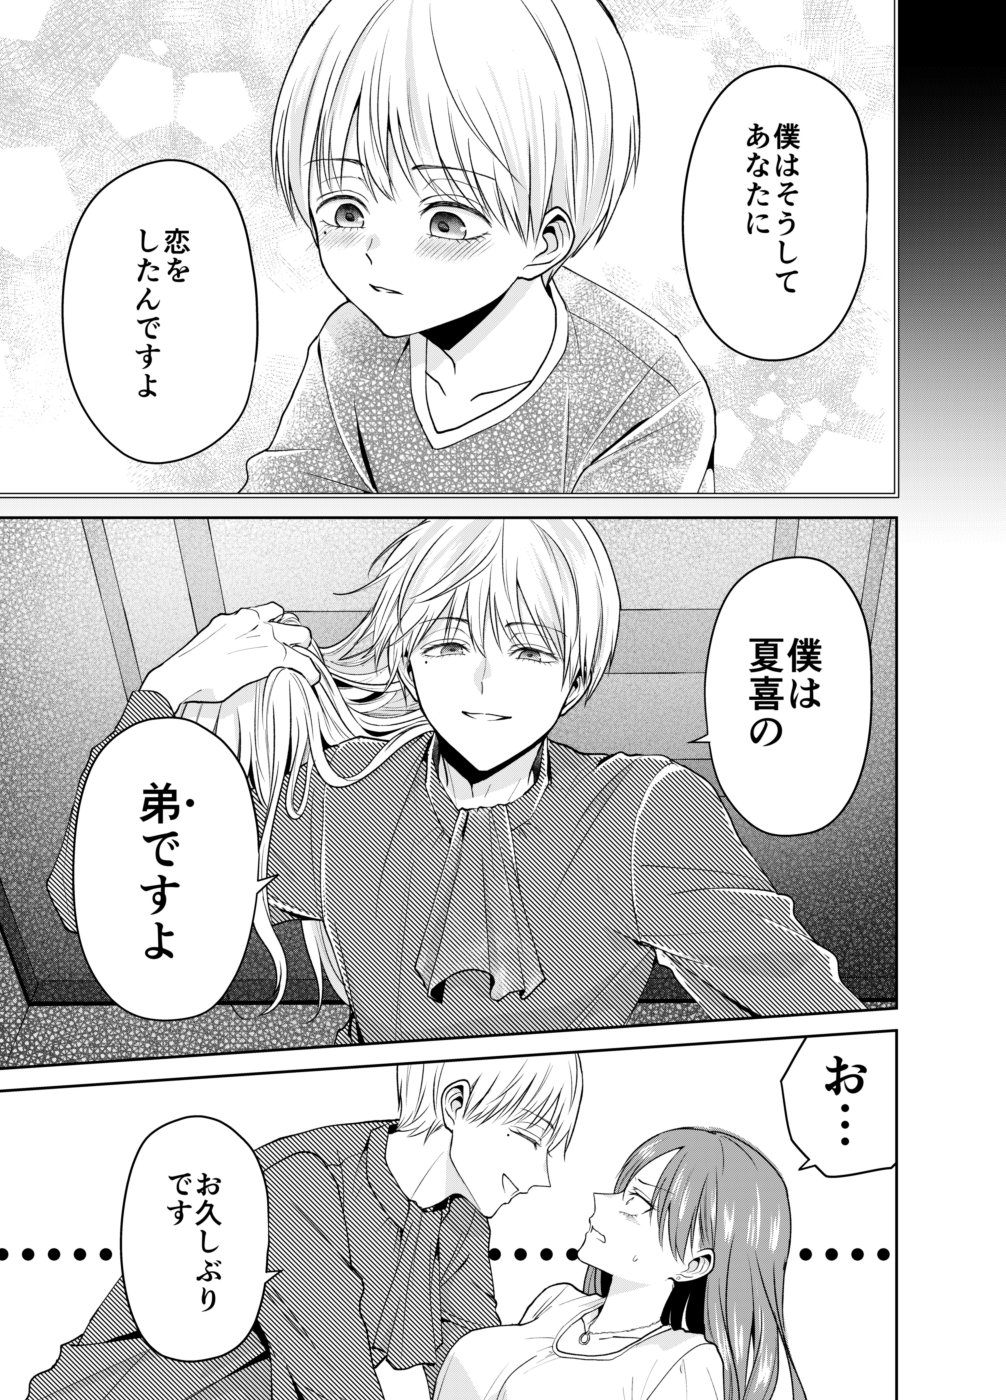 僕はそうして
あなたに
恋を
したんですよ
僕は
夏喜の
弟ですよ
お…
お久しぶり
です